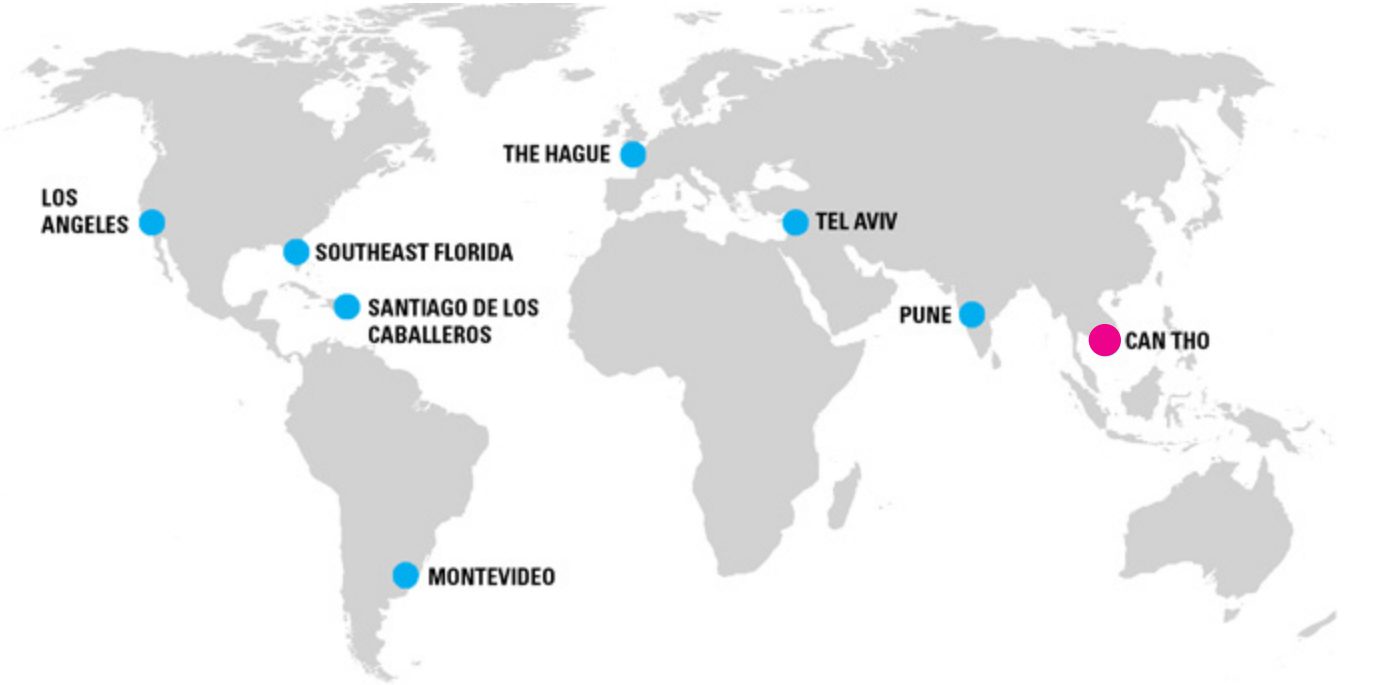 THE HAGUE
LOS
ANGELES
TEL AVIV
SOUTHEAST FLORIDA
SANTIAGO DE LOS
CABALLEROS
PUNE
CAN THO
MONTEVIDEO